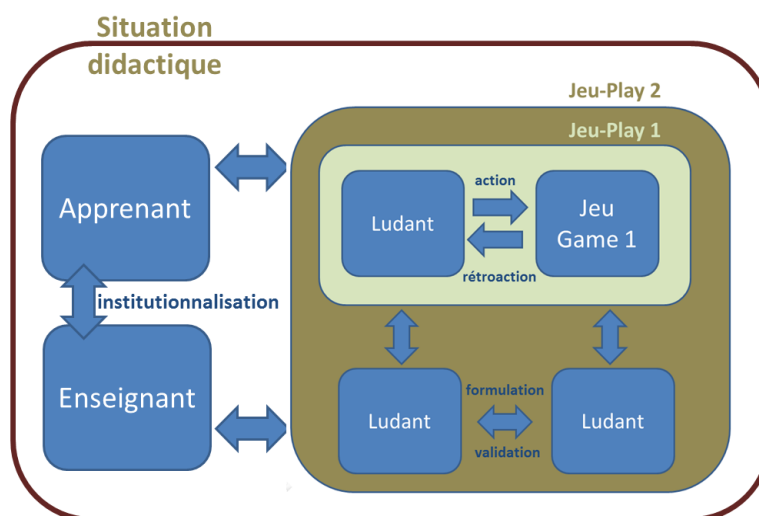 Situation
didactique
Jeu-Play 2
Jeu-Play 1
Apprenant
Ludant
action
rétroaction
Jeu
Game 1
institutionnalisation
Enseignant
Ludant
formulation
validation
Ludant